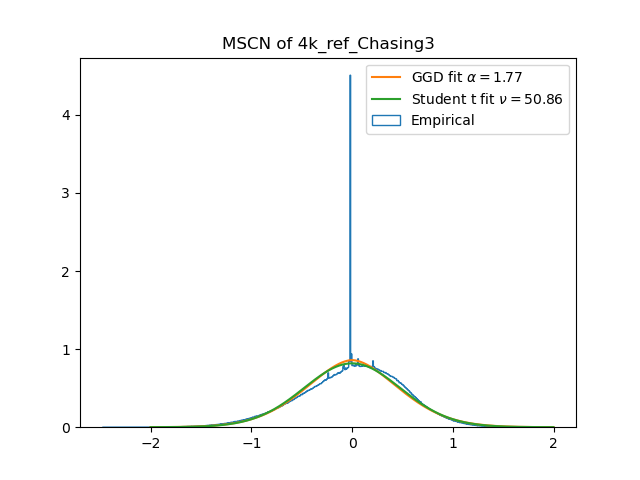 MSCN of 4k_ref_Chasing3
GGD fit α = 1.77
Student t fit ν = 50.86
Empirical
4
3
2
1
0
−2
−1
0
1
2